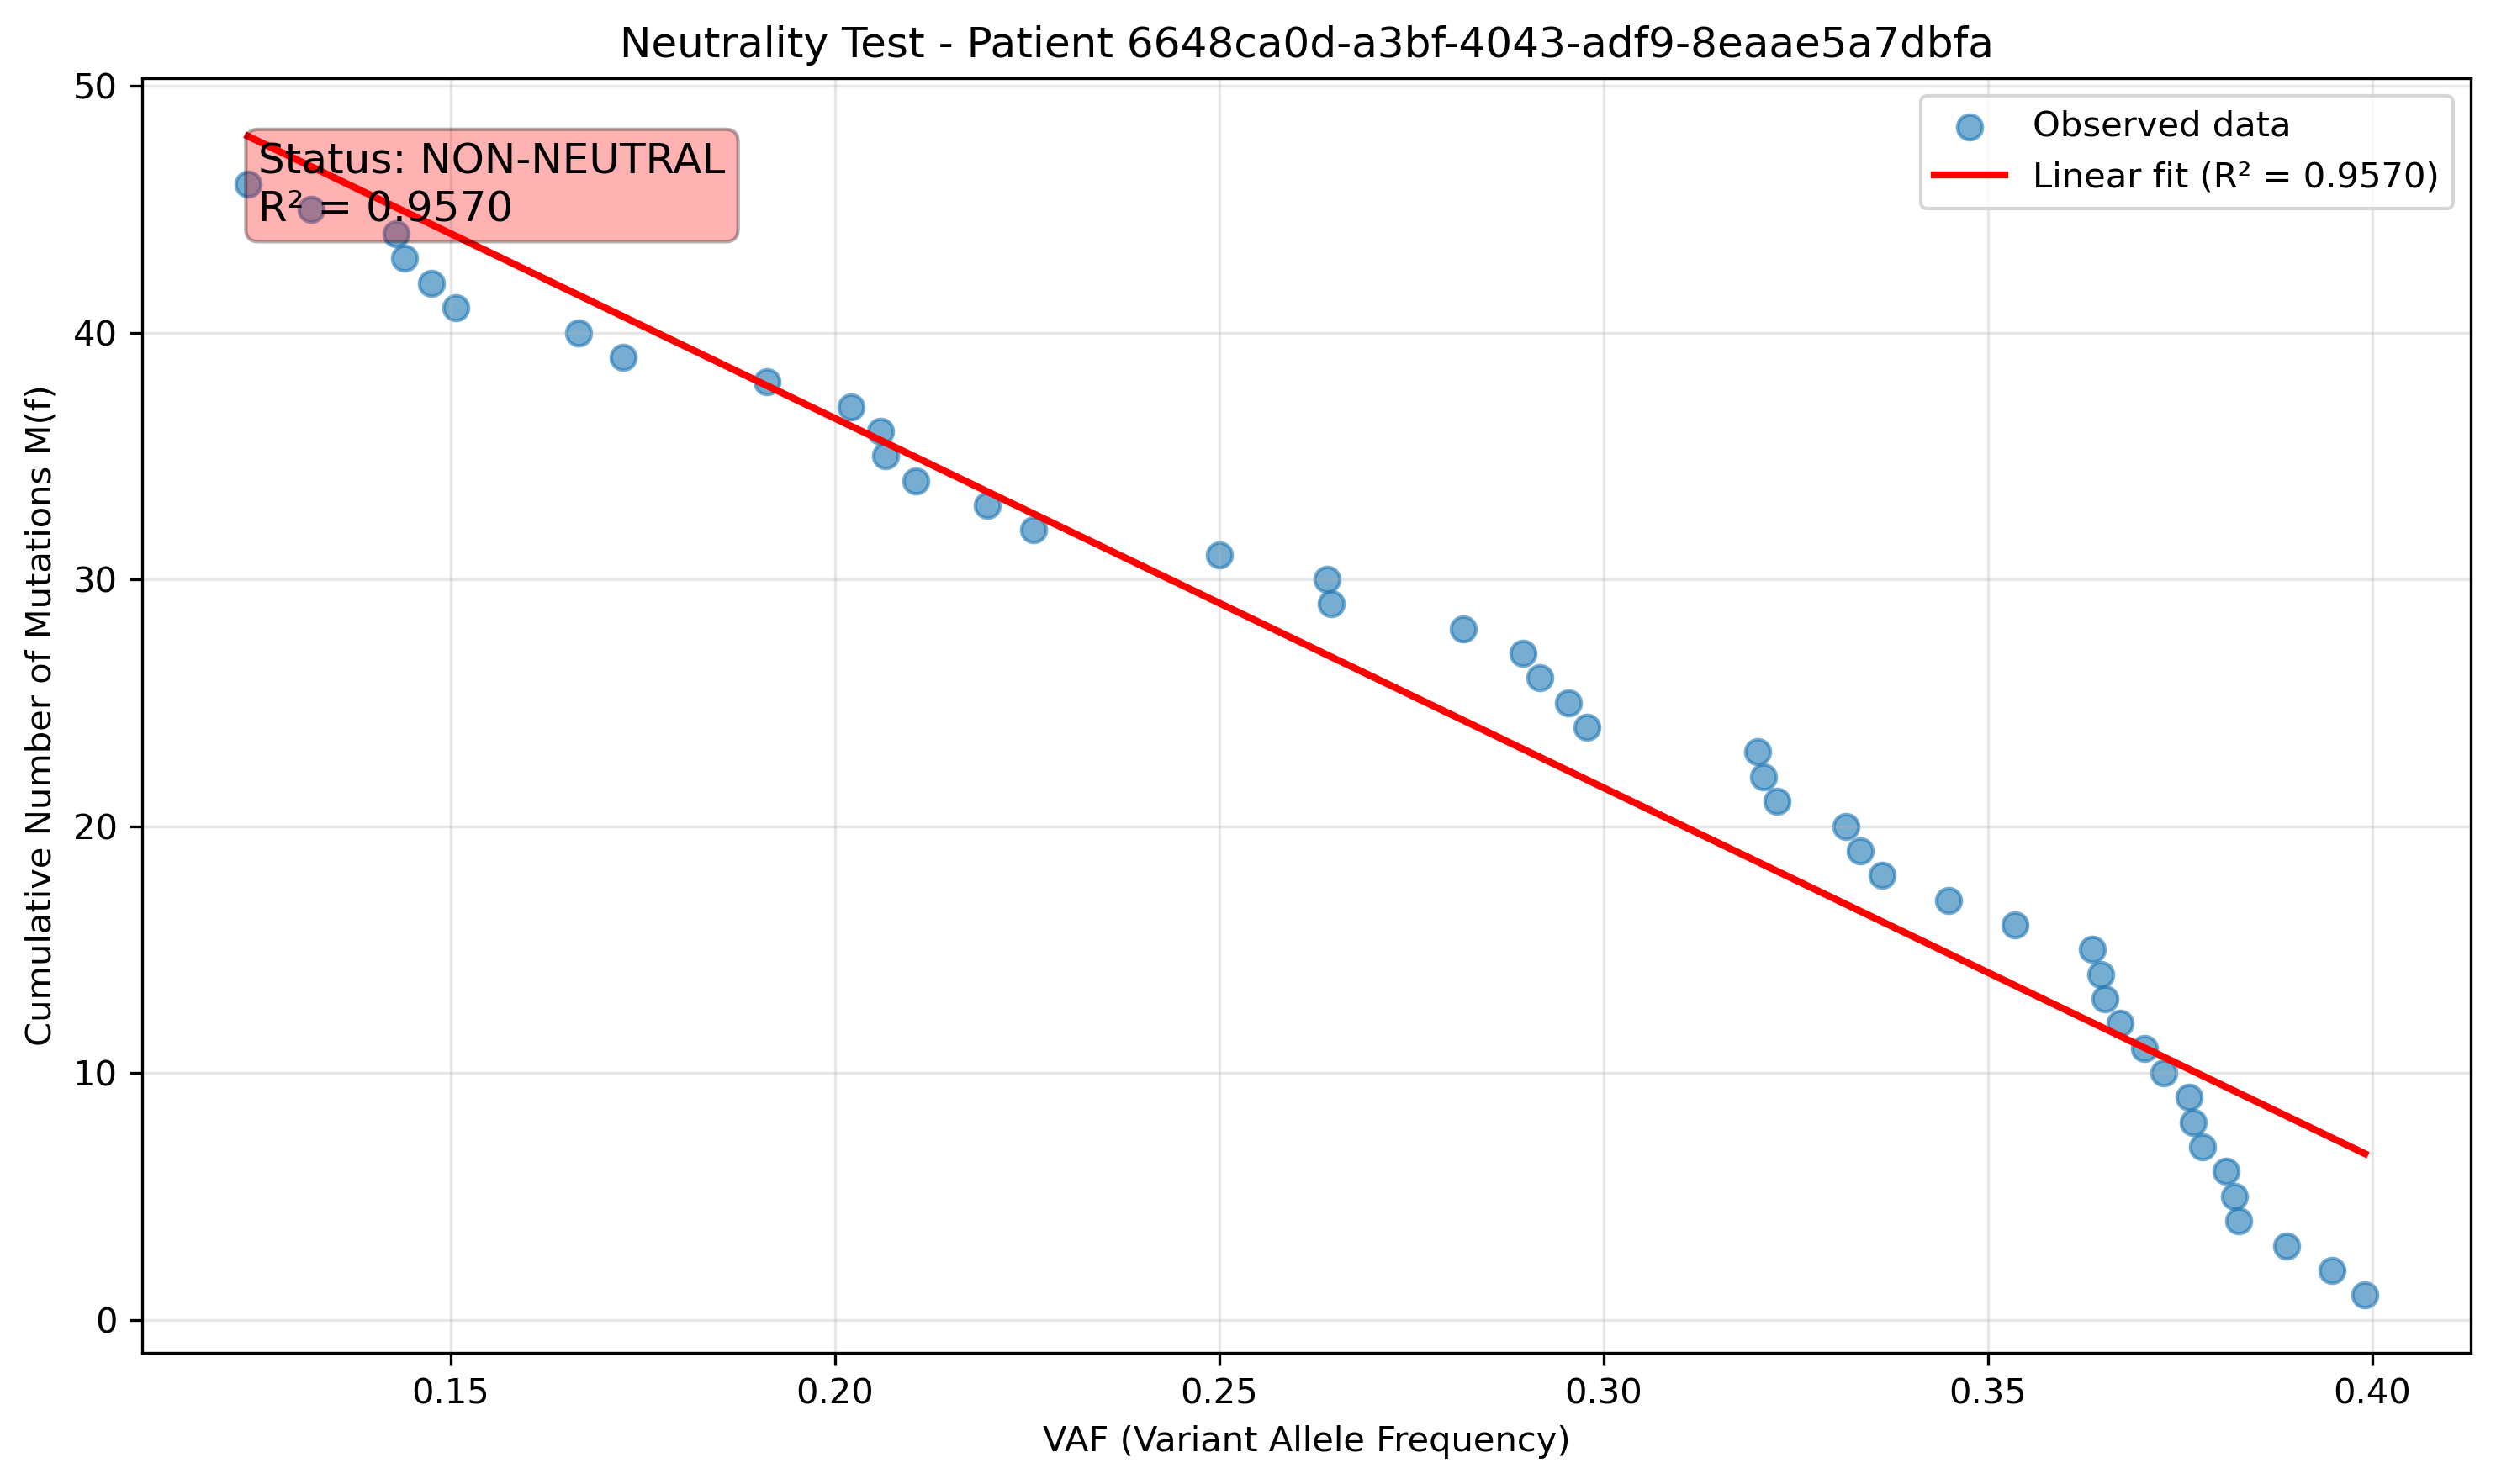 Neutrality Test - Patient 6648ca0d-a3bf-4043-adf9-8eaae5a7dbfa
50
40
30
20
10
0
Cumulative Number of Mutations M(f)
Status: NON-NEUTRAL
R² = 0.9570
Observed data
Linear fit (R² = 0.9570)
0.15
0.20
0.25
0.30
0.35
0.40
VAF (Variant Allele Frequency)